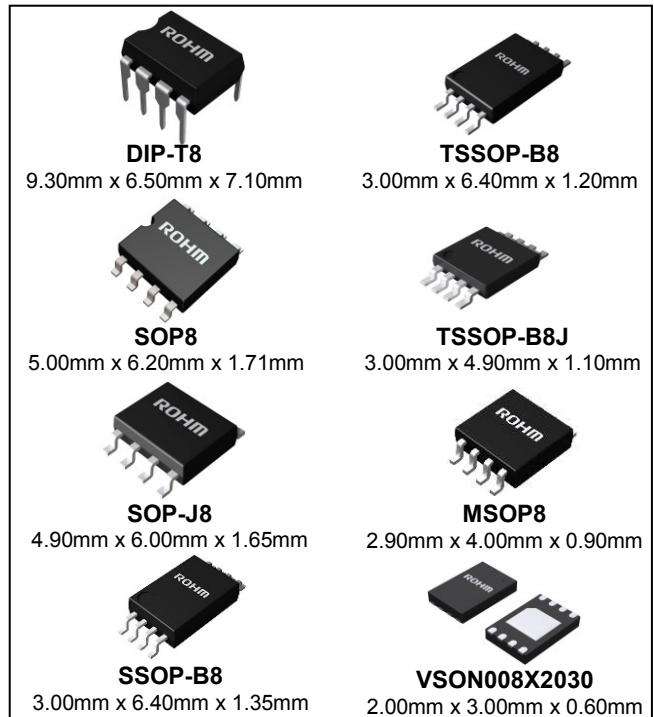 ROHM
DIP-T8
9.30mm x 6.50mm x 7.10mm
ROHM
TSSOP-B8
3.00mm x 6.40mm x 1.20mm
ROHM
SOP8
5.00mm x 6.20mm x 1.71mm
ROHM
TSSOP-B8J
3.00mm x 4.90mm x 1.10mm
ROHM
SOP-J8
4.90mm x 6.00mm x 1.65mm
ROHM
MSOP8
2.90mm x 4.00mm x 0.90mm
ROHM
SSOP-B8
3.00mm x 6.40mm x 1.35mm
ROHM
VSON008X2030
2.00mm x 3.00mm x 0.60mm